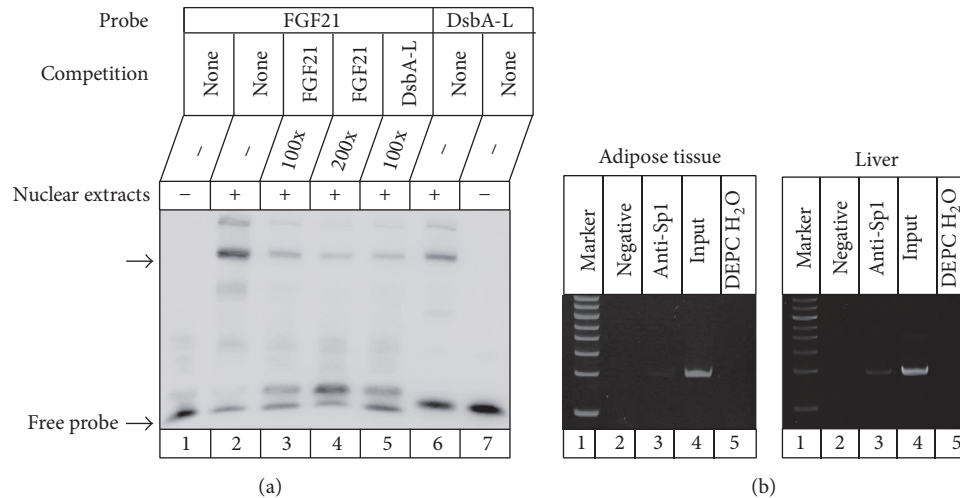 Probe FGF21 DsbA-L
Competition None None FGF21 FGF21 DsbA-L None None
- - 100x 200x 100x - -
Nuclear extracts − + + + + + −
→
Free probe →
1 2 3 4 5 6 7
(a)
Adipose tissue
Marker Negative Anti-Sp1 Input DEPC H₂O
1 2 3 4 5
Liver
Marker Negative Anti-Sp1 Input DEPC H₂O
1 2 3 4 5
(b)